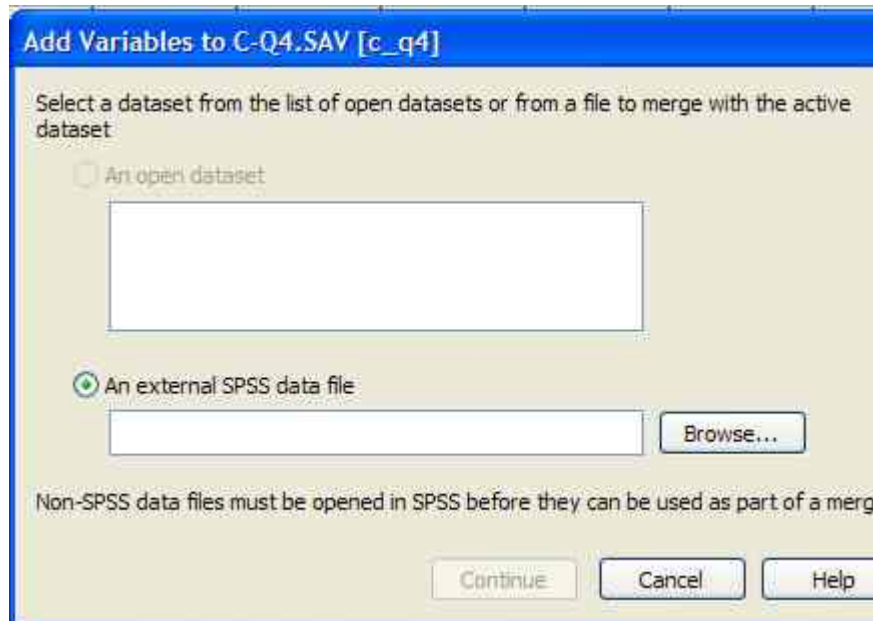 Add Variables to C-Q4.SAV [c_q4]
Select a dataset from the list of open datasets or from a file to merge with the active
dataset
An open dataset
An external SPSS data file
Browse...
Non-SPSS data files must be opened in SPSS before they can be used as part of a merg
Continue
Cancel
Help